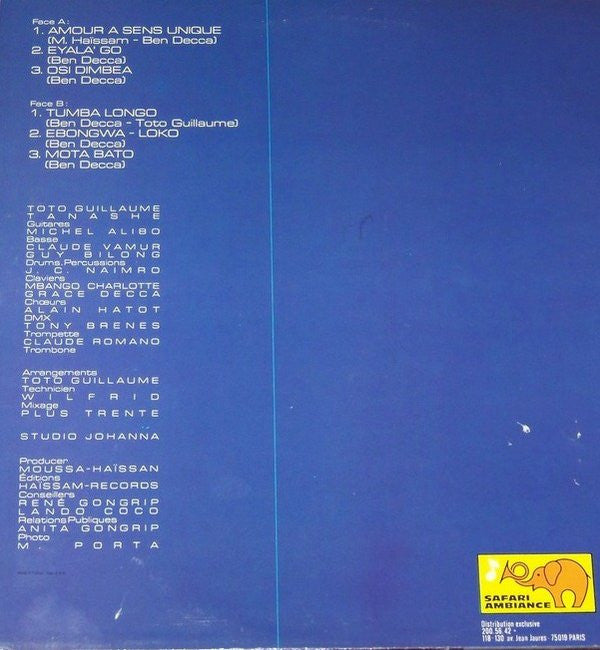 Face A :
1. AMOUR A SENS UNIQUE
(M. Haïssam - Ben Decca)
2. EYALA' GO
(Ben Decca)
3. OSI DIMBEA
(Ben Decca)
Face B :
1. TUMBA LONGO
(Ben Decca - Toto Guillaume)
2. EBONGWA - LOKO
(Ben Decca)
3. MOTA BATO
(Ben Decca)
TOTO GUILLAUME
TANASHE
Guitares
MICHEL ALIBO
Basse
CLAUDE VAMUR
GUY BILONG
Drums.Percussions
J. C. NAIMRO
Claviers
MBANGO CHARLOTTE
GRACE DECCA
Chœurs
ALAIN HATOT
DMX
TONY BRENES
Trompette
CLAUDE ROMANO
Trombone
Arrangements
TOTO GUILLAUME
Technicien
WILFRID
Mixage
PLUS TRENTE
STUDIO JOHANNA
Producer
MOUSSA-HAÏSSAN
Éditions
HAÏSSAM-RECORDS
Conseillers
RENÉ GONGRIP
LANDO COCO
Relations Publiques
ANITA GONGRIP
Photo
M. PORTA
SAFARI
AMBIANCE
Distribution exclusive
200.56.42 +
118-130 av. Jean Jaures - 75019 PARIS